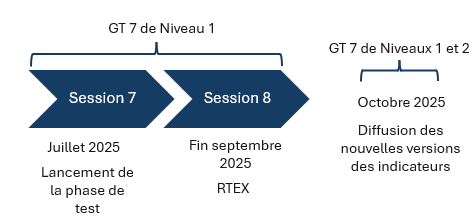 GT 7 de Niveau 1
Session 7
Session 8
Juillet 2025
Lancement de
la phase de
test
Fin septembre
2025
RTEX
GT 7 de Niveaux 1 et 2
Octobre 2025
Diffusion des
nouvelles versions
des indicateurs